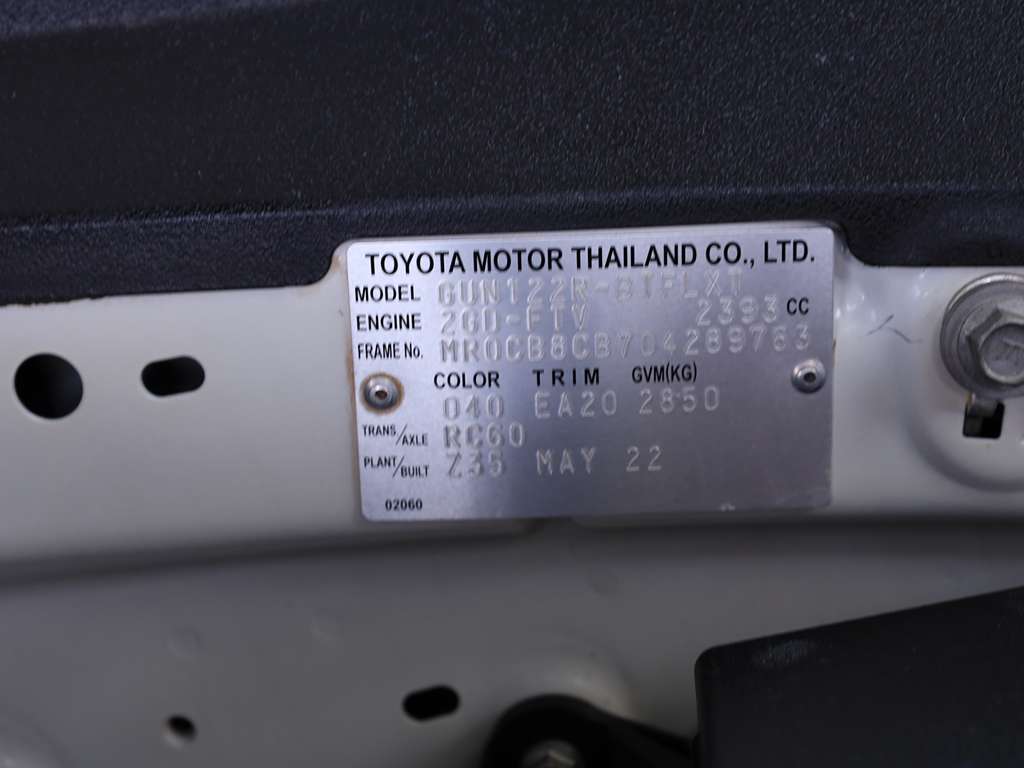 TOYOTA MOTOR THAILAND CO., LTD.
MODEL GUN122R-BTFLXT
ENGINE 2GD-FTV 2393 CC
FRAME No. MR0CB8CB704289763
COLOR TRIM GVM(KG)
040 EA20 2850
TRANS/AXLE RC60
PLANT/BUILT Z35 MAY 22
02060